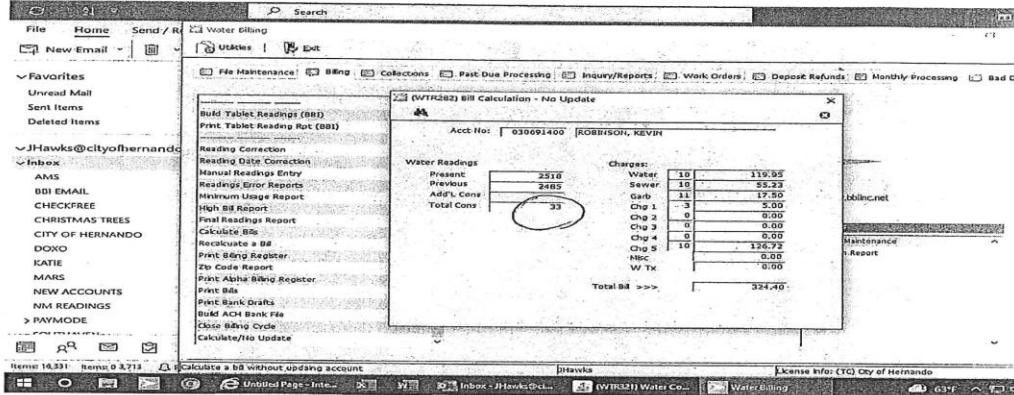 Search
File Home Send / R
Water Billing
New Email
Utilities Exit
Favorites
Unread Mail
Sent Items
Deleted Items
JHawks@cityofhernando
Inbox
AMS
BBI EMAIL
CHECKFREE
CHRISTMAS TREES
CITY OF HERNANDO
DOXO
KATIE
MARS
NEW ACCOUNTS
NM READINGS
PAYMODE
SOUTHAVEN
Items: 14,331 Items: 0 3,713
File Maintenance Billing Collections Past Due Processing Inquiry/Reports Work Orders Deposit Refunds Monthly Processing Bad D
Build Tablet Readings (BBI)
Print Tablet Reading Rpt (BBI)
Reading Correction
Reading Date Correction
Manual Readings Entry
Readings Error Reports
Minimum Usage Report
High Bill Report
Final Readings Report
Calculate Bills
Recalcuate a Bill
Print Billing Register
Zip Code Report
Print Alpha Billing Register
Print Bills
Print Bank Drafts
Build ACH Bank File
Close Billing Cycle
Calculate/No Update
(WTR282) Bill Calculation - No Update
Acct No: 030691400 ROBINSON, KEVIN
Water Readings
Present 2518
Previous 2485
Add'L Cons
Total Cons 33
Charges:
Water 10 119.95
Sewer 10 55.23
Garb 11 17.50
Chg 1 3 5.00
Chg 2 0 0.00
Chg 3 0 0.00
Chg 4 0 0.00
Chg 5 10 126.72
Misc 0.00
W Tx 0.00
Total Bill >>> 324.40
.bbiinc.net
Maintenance
n Report
Calculate a bill without updaing account JHawks License Info: (TG) City of Hernando
Untitled Page - Inte... Inbox - JHawks@ci... (WTR321) Water Co... Water Billing 63°F